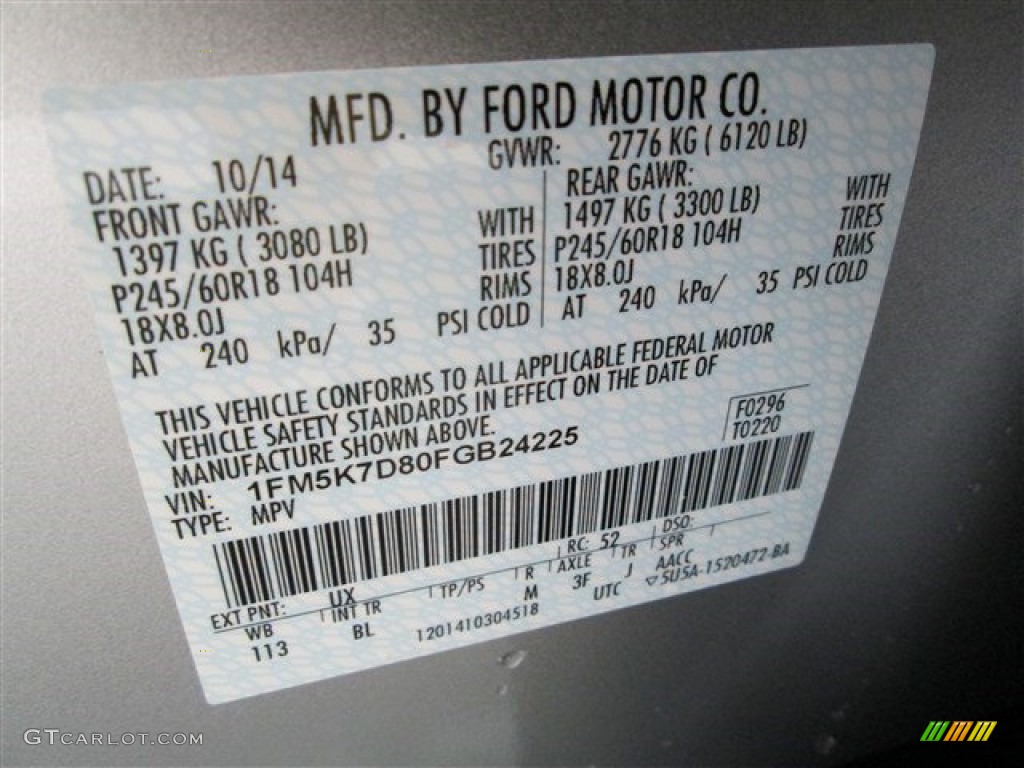 MFD. BY FORD MOTOR CO.
DATE: 10/14 GVWR: 2776 KG ( 6120 LB)
FRONT GAWR:
1397 KG ( 3080 LB) WITH
P245/60R18 104H TIRES
18X8.0J RIMS
AT 240 kPa/ 35 PSI COLD
REAR GAWR:
1497 KG ( 3300 LB) WITH
P245/60R18 104H TIRES
18X8.0J RIMS
AT 240 kPa/ 35 PSI COLD
THIS VEHICLE CONFORMS TO ALL APPLICABLE FEDERAL MOTOR
VEHICLE SAFETY STANDARDS IN EFFECT ON THE DATE OF
MANUFACTURE SHOWN ABOVE.
F0296
T0220
VIN: 1FM5K7D80FGB24225
TYPE: MPV
EXT PNT: UX RC: 52 DSO:
WB INT TR TP/PS R AXLE TR SPR
113 BL M 3F J AACC
1201410304518 UTC ▽5U5A-1520472-BA
GTCARLOT.COM